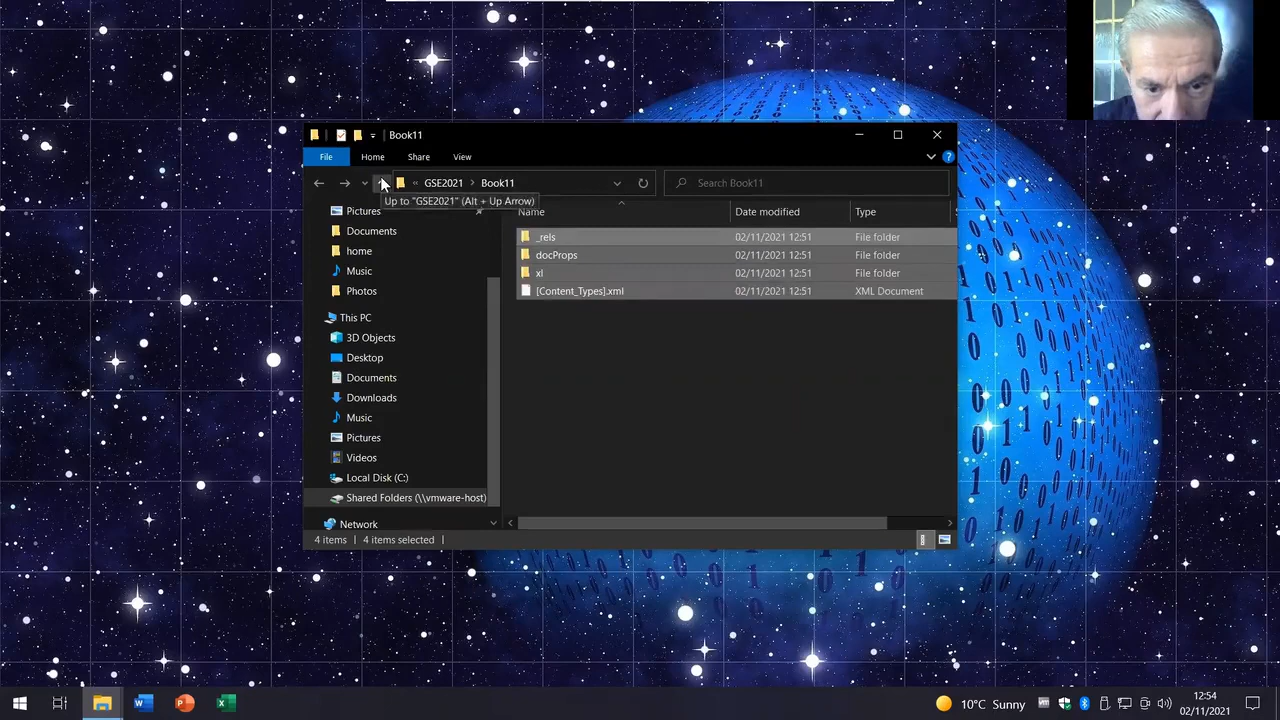 Book11
File
Home
Share
View
« GSE2021 > Book11
Search Book11
Up to "GSE2021" (Alt + Up Arrow)
Name
Date modified
Type
Pictures
Documents
home
Music
Photos
This PC
3D Objects
Desktop
Documents
Downloads
Music
Pictures
Videos
Local Disk (C:)
Shared Folders (\\vmware-host)
Network
_rels 02/11/2021 12:51 File folder
docProps 02/11/2021 12:51 File folder
xl 02/11/2021 12:51 File folder
[Content_Types].xml 02/11/2021 12:51 XML Document
4 items
4 items selected
10°C Sunny
12:54
02/11/2021